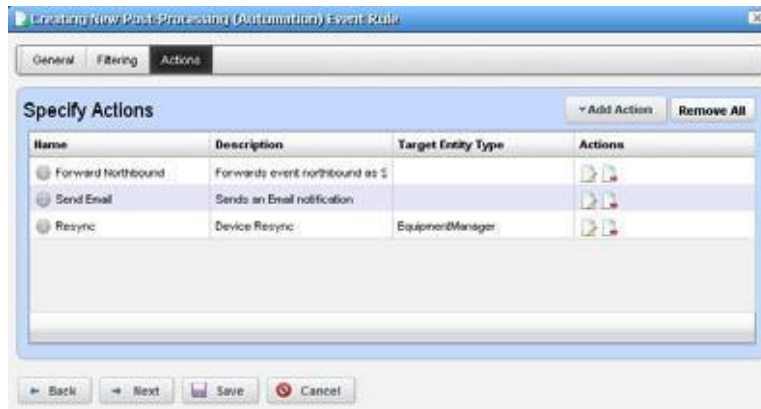 Creating New Post-Processing (Automation) Event Rule
General Filtering Actions
Specify Actions
Add Action Remove All
Name Description Target Entity Type Actions
Forward Northbound Forwards event northbound as S
Send Email Sends an Email notification
Resync Device Resync EquipmentManager
Back Next Save Cancel